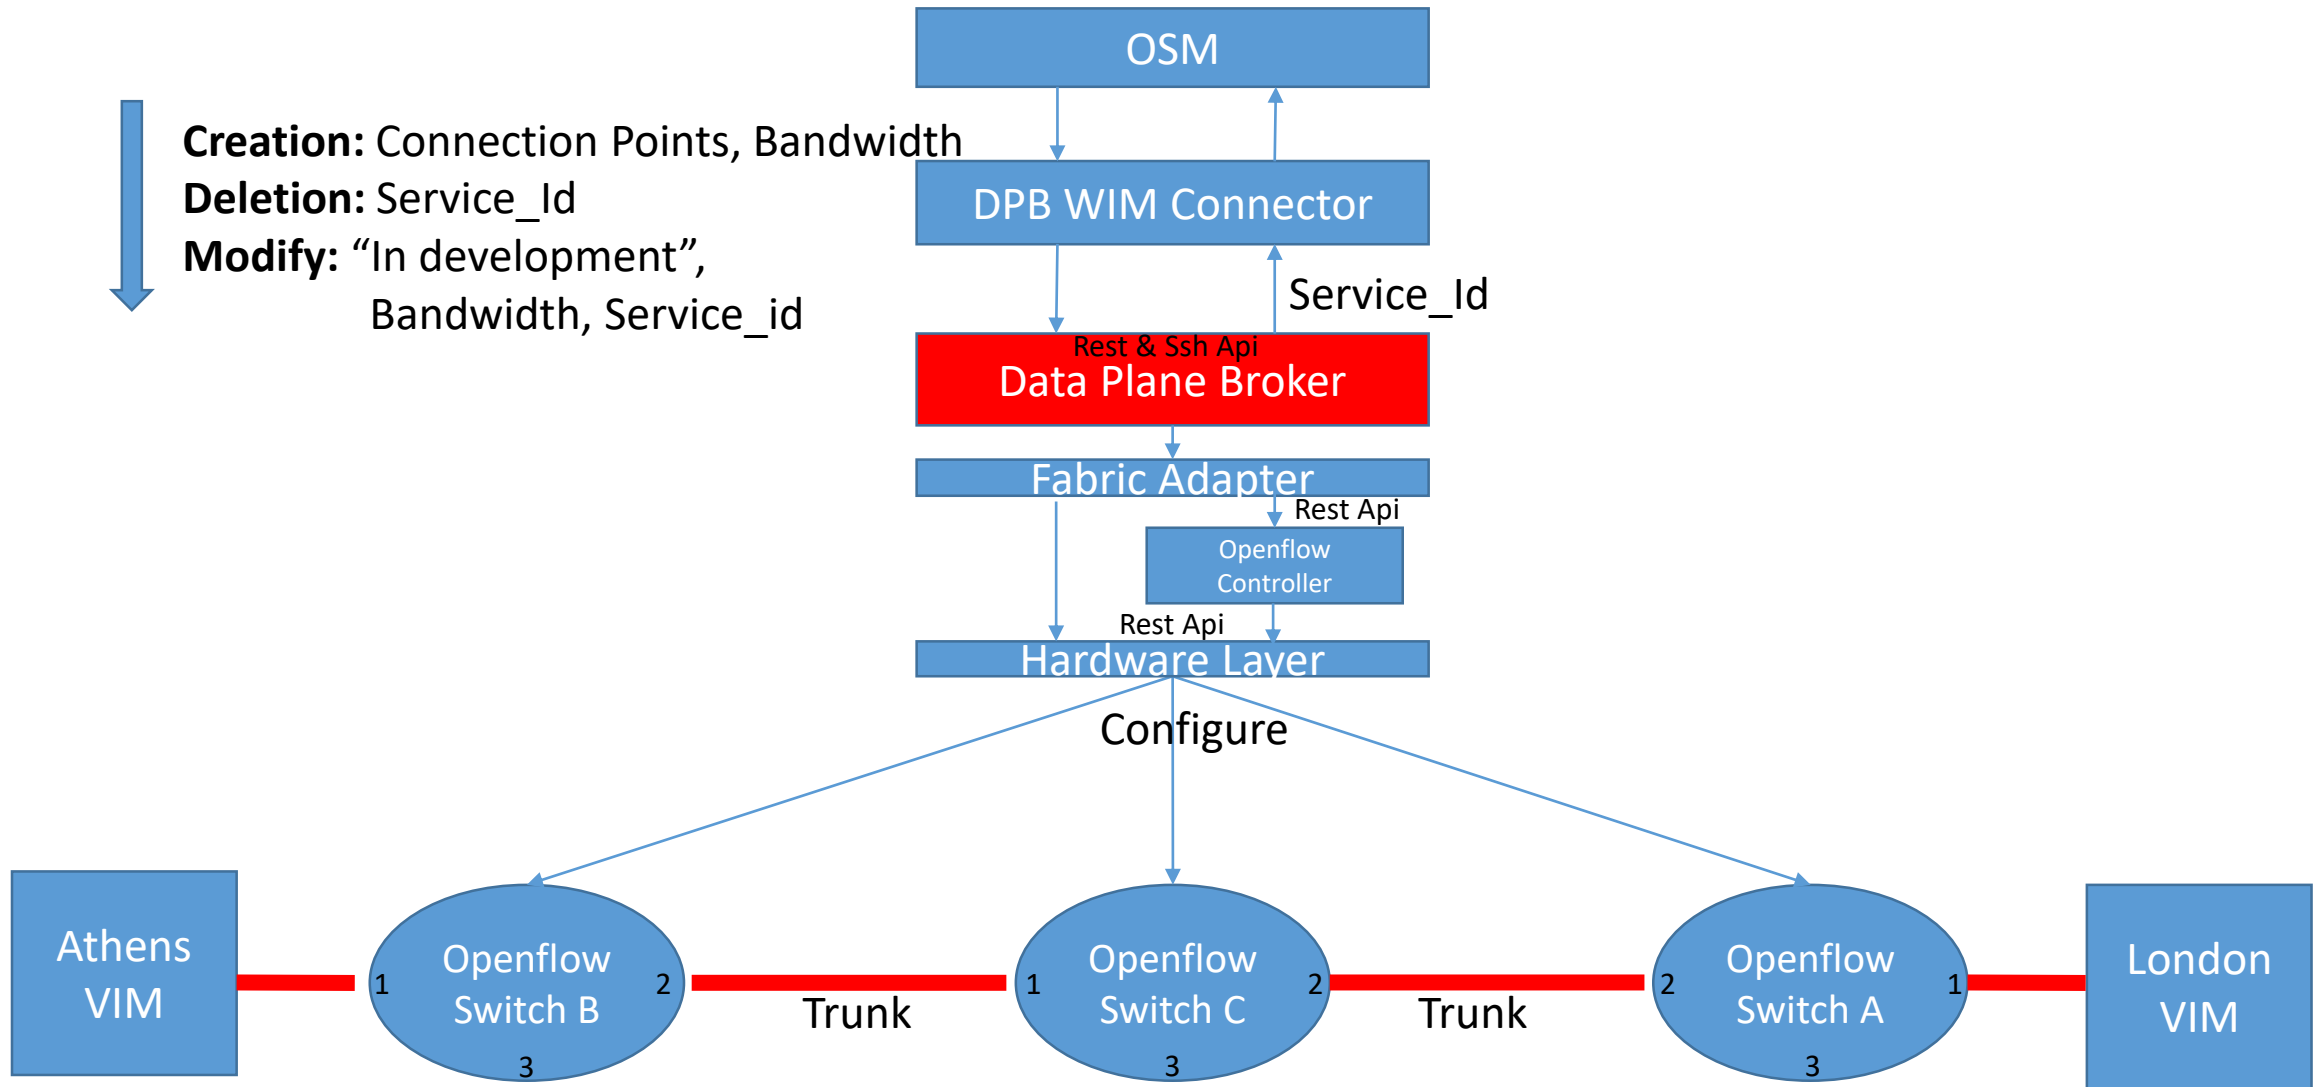 OSM
Creation: Connection Points, Bandwidth
Deletion: Service_Id
Modify: “In development”,
Bandwidth, Service_id
DPB WIM Connector
Service_Id
Rest & Ssh Api
Data Plane Broker
Fabric Adapter
Rest Api
Openflow
Controller
Rest Api
Hardware Layer
Configure
Athens
VIM
1
Openflow
Switch B
2
3
Trunk
1
Openflow
Switch C
2
3
Trunk
2
Openflow
Switch A
1
3
London
VIM